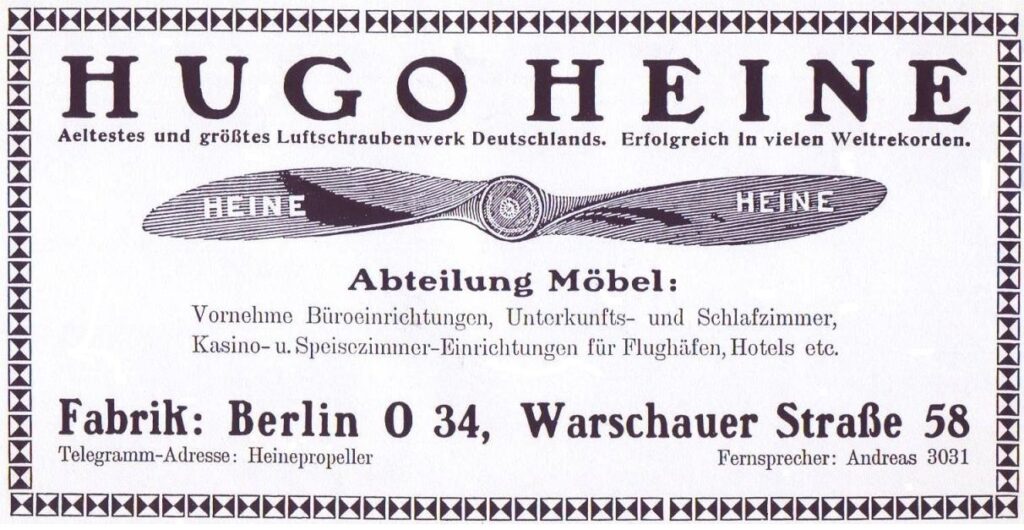 HUGO HEINE
Aeltestes und größtes Luftschraubenwerk Deutschlands. Erfolgreich in vielen Weltrekorden.
HEINE HEINE
Abteilung Möbel:
Vornehme Büroeinrichtungen, Unterkunfts- und Schlafzimmer,
Kasino- u. Speisezimmer-Einrichtungen für Flughäfen, Hotels etc.
Fabrik: Berlin O 34, Warschauer Straße 58
Telegramm-Adresse: Heinepropeller Fernsprecher: Andreas 3031